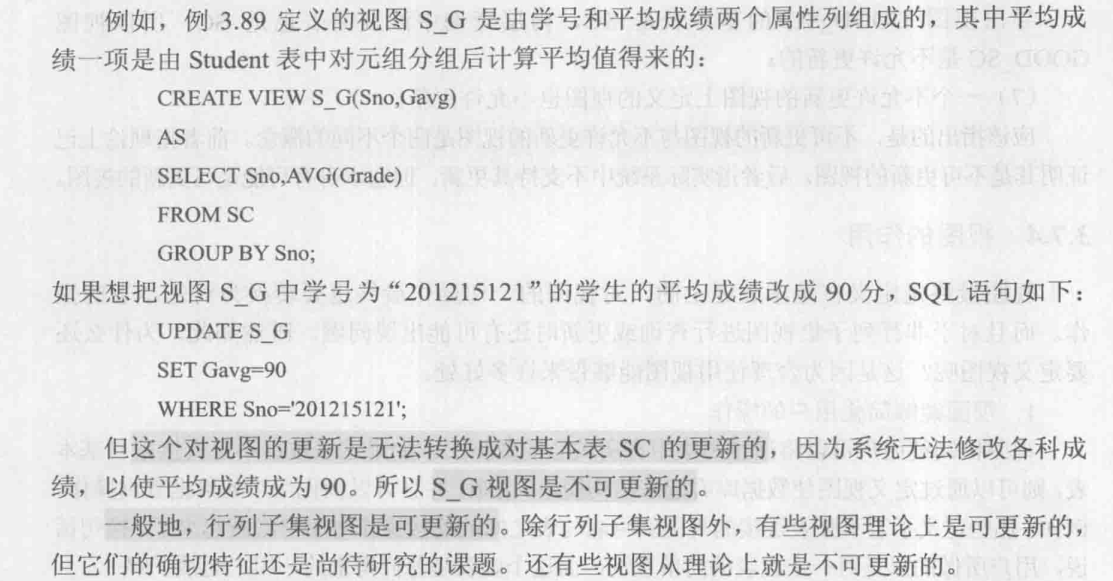 例如，例 3.89 定义的视图 S_G 是由学号和平均成绩两个属性列组成的，其中平均成
绩一项是由 Student 表中对元组分组后计算平均值得来的：
CREATE VIEW S_G(Sno,Gavg)
AS
SELECT Sno,AVG(Grade)
FROM SC
GROUP BY Sno;
如果想把视图 S_G 中学号为“201215121”的学生的平均成绩改成 90分，SQL 语句如下：
UPDATE S_G
SET Gavg=90
WHERE Sno='201215121';
但这个对视图的更新是无法转换成对基本表 SC 的更新的，因为系统无法修改各科成
绩，以使平均成绩成为 90。所以 S_G 视图是不可更新的。
一般地，行列子集视图是可更新的。除行列子集视图外，有些视图理论上是可更新的，
但它们的确切特征还是尚待研究的课题。还有些视图从理论上就是不可更新的。